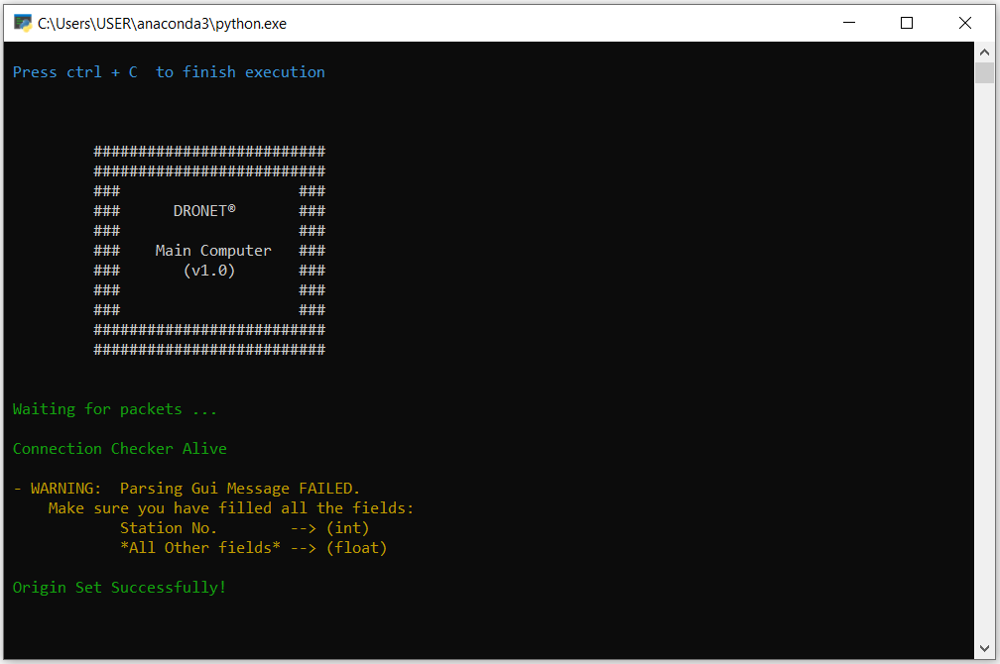 C:\Users\USER\anaconda3\python.exe
Press ctrl + C  to finish execution
##########################
##########################
###                    ###
###      DRONET®       ###
###                    ###
###    Main Computer   ###
###       (v1.0)       ###
###                    ###
###                    ###
##########################
##########################
Waiting for packets ...
Connection Checker Alive
- WARNING:  Parsing Gui Message FAILED.
    Make sure you have filled all the fields:
            Station No.        --> (int)
            *All Other fields* --> (float)
Origin Set Successfully!